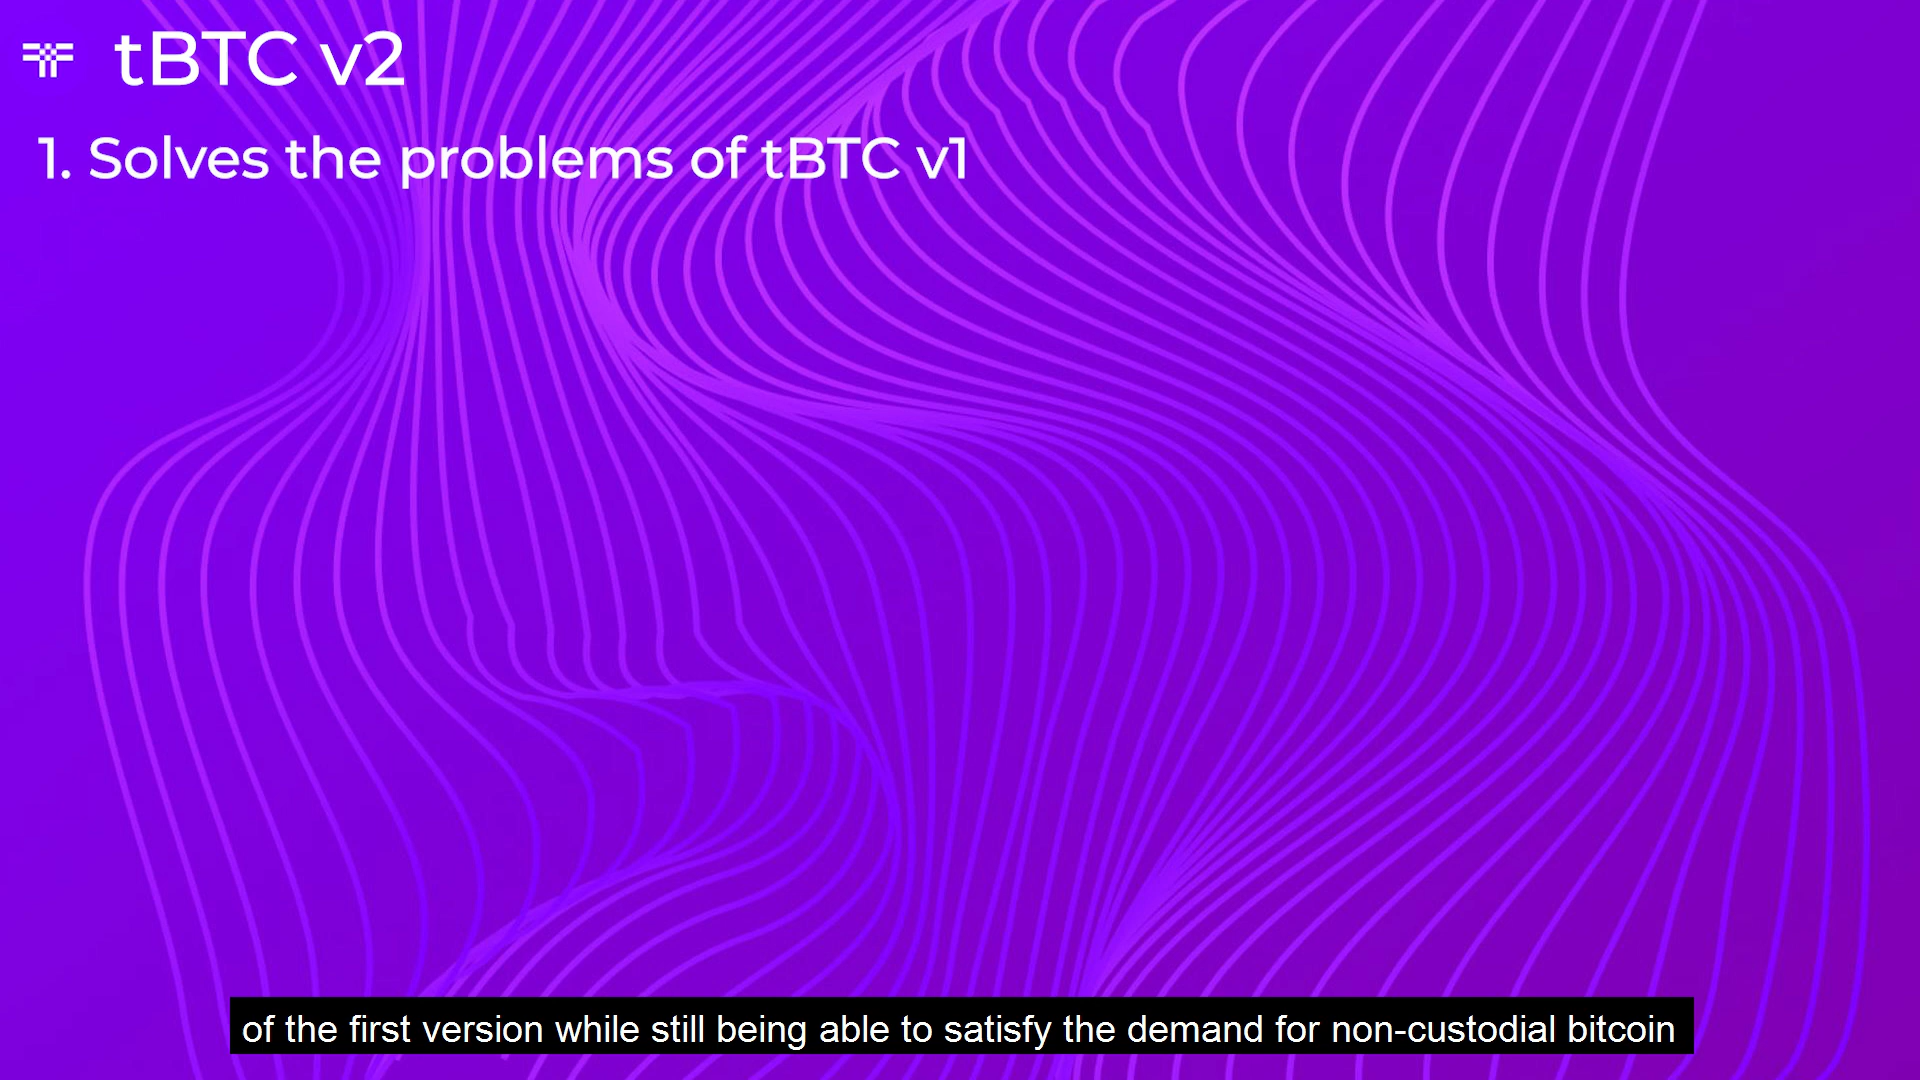 tBTC v2
1. Solves the problems of tBTC v1
of the first version while still being able to satisfy the demand for non-custodial bitcoin